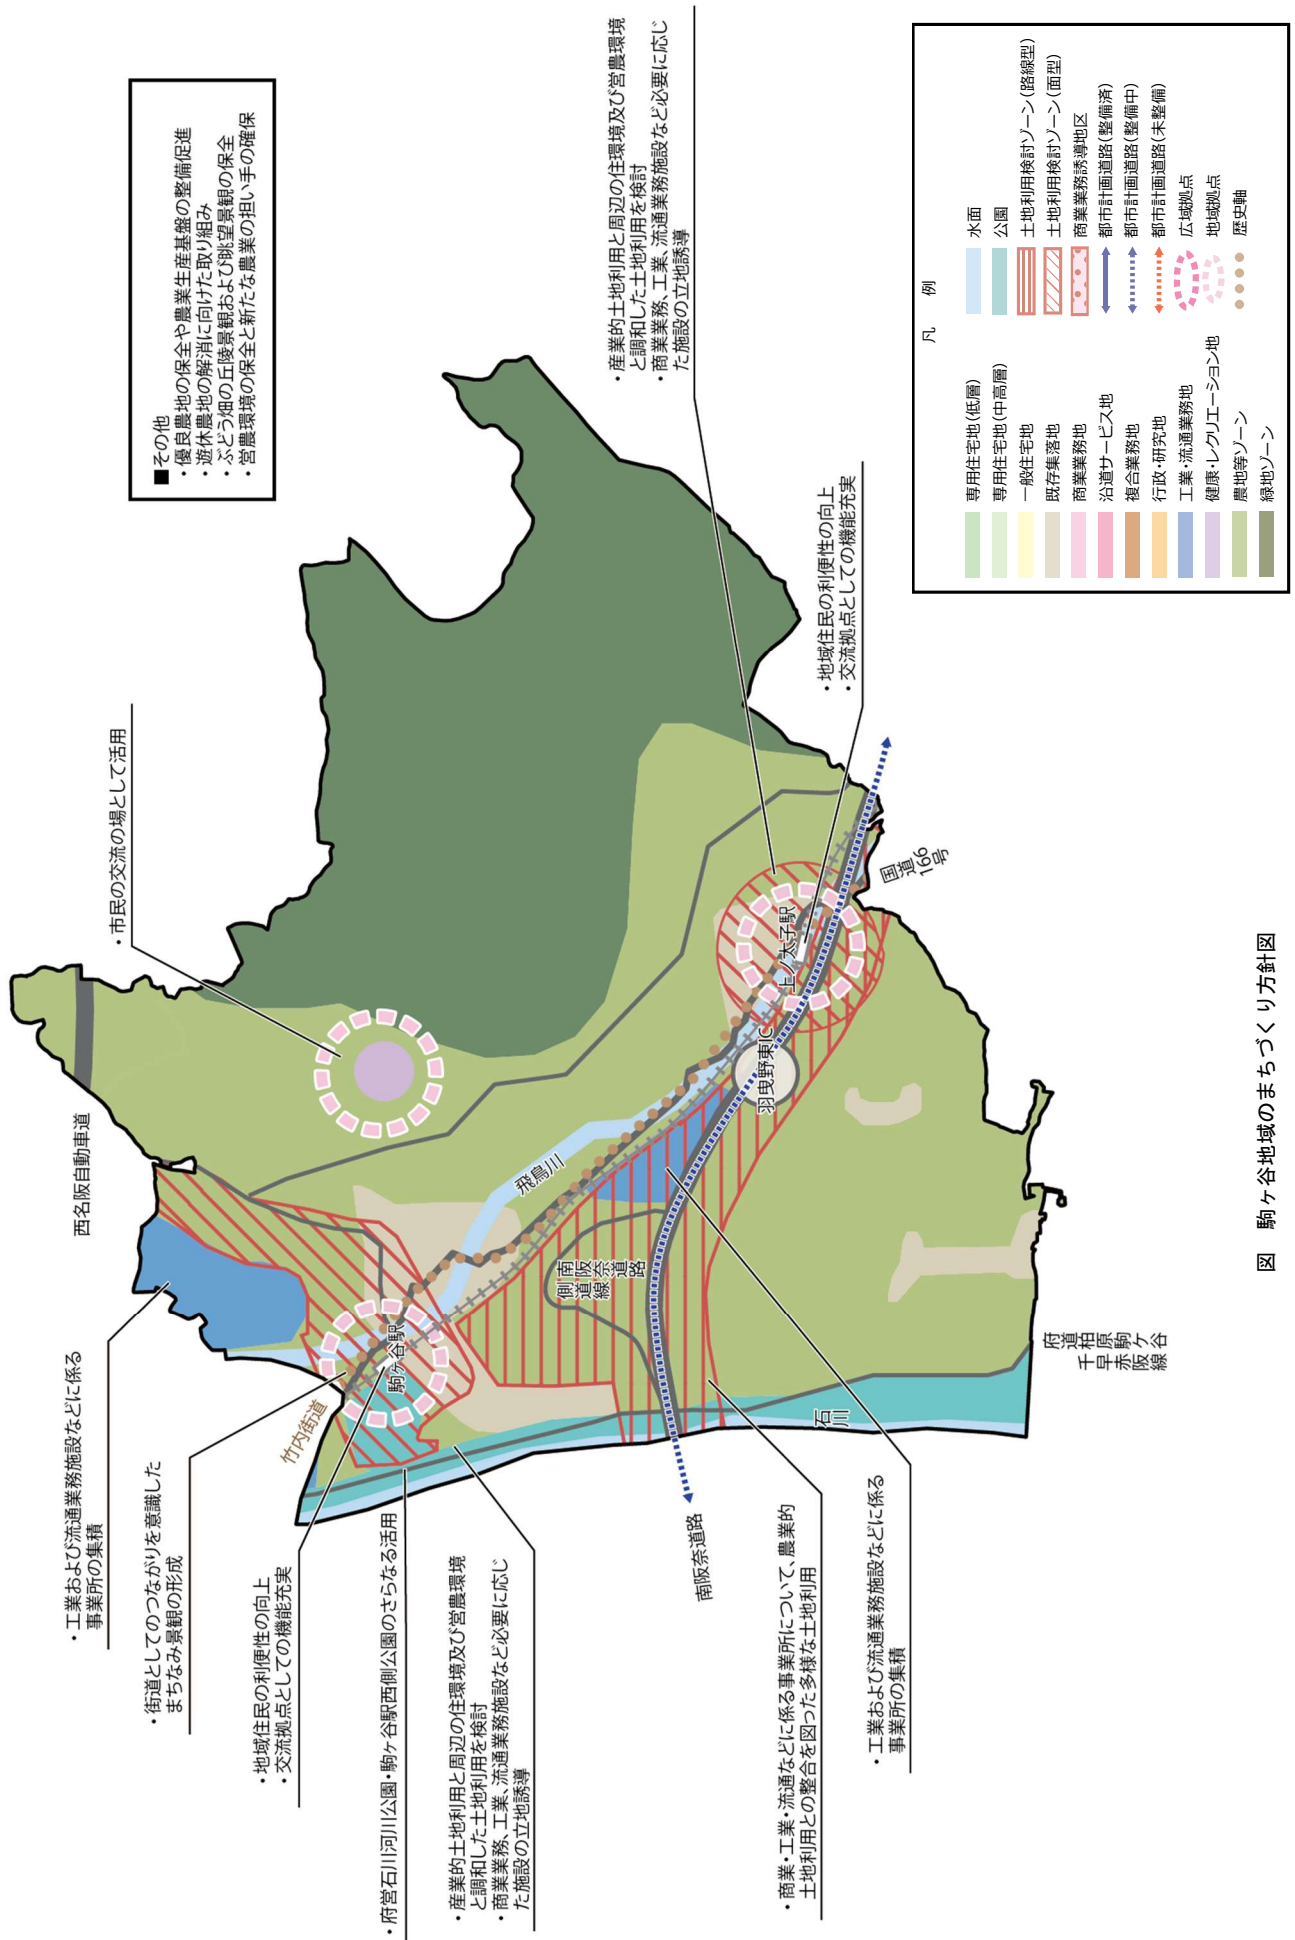 ■その他
・優良農地の保全や農業生産基盤の整備促進
・遊休農地の解消に向けた取り組み
・ぶどう畑の丘陵景観および眺望景観の保全
・営農環境の保全と新たな農業の担い手の確保
・市民の交流の場として活用
・産業的土地利用と周辺の住環境及び営農環境
と調和した土地利用を検討
・商業業務、工業、流通業務施設など必要に応じ
た施設の立地誘導
・地域住民の利便性の向上
・交流拠点としての機能充実
西名阪自動車道
・工業および流通業務施設などに係る
事業所の集積
・街道としてのつながりを意識した
まちなみ景観の形成
竹内街道
・地域住民の利便性の向上
・交流拠点としての機能充実
・府営石川河川公園・駒ヶ谷駅西側公園のさらなる活用
・産業的土地利用と周辺の住環境及び営農環境
と調和した土地利用を検討
・商業業務、工業、流通業務施設など必要に応じ
た施設の立地誘導
南阪奈道路
・商業・工業・流通などに係る事業所について、農業的
土地利用との整合を図った多様な土地利用
・工業および流通業務施設などに係る
事業所の集積
駒ヶ谷駅
飛鳥川
南阪奈道路
側道線
羽曳野東IC
上ノ太子駅
国道
166
号
石川
府道柏原駒ケ谷
千早赤阪線
凡例
専用住宅地(低層)
専用住宅地(中高層)
一般住宅地
既存集落地
商業業務地
沿道サービス地
複合業務地
行政・研究地
工業・流通業務地
健康・レクリエーション地
農地等ゾーン
緑地ゾーン
水面
公園
土地利用検討ゾーン(路線型)
土地利用検討ゾーン(面型)
商業業務誘導地区
都市計画道路(整備済)
都市計画道路(整備中)
都市計画道路(未整備)
広域拠点
地域拠点
歴史軸
図 駒ヶ谷地域のまちづくり方針図